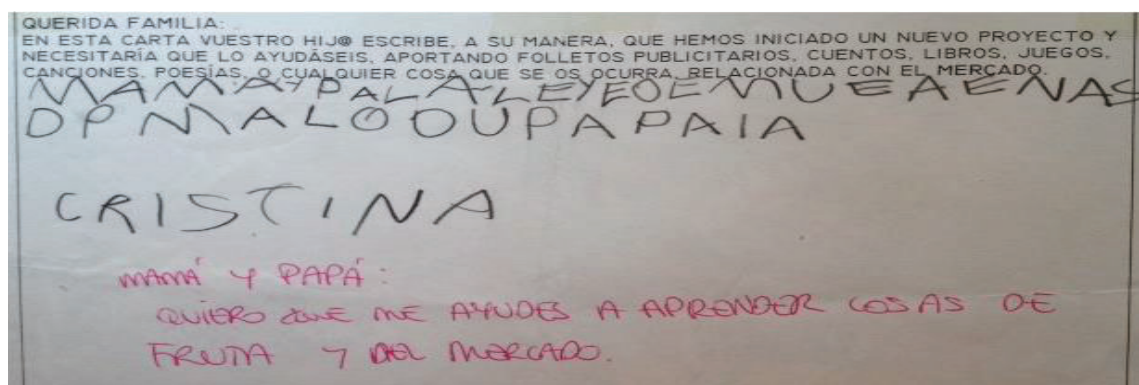 QUERIDA FAMILIA:
EN ESTA CARTA VUESTRO HIJ@ ESCRIBE, A SU MANERA, QUE HEMOS INICIADO UN NUEVO PROYECTO Y
NECESITARÍA QUE LO AYUDÁSEIS, APORTANDO FOLLETOS PUBLICITARIOS, CUENTOS, LIBROS, JUEGOS,
CANCIONES, POESÍAS, O CUALQUIER COSA QUE SE OS OCURRA, RELACIONADA CON EL MERCADO.
MAMAYPALALEYEOEMUEAENAS
OPMALOOUPAPAIA
CRISTINA
MAMÁ Y PAPÁ:
QUIERO QUE ME AYUDES A APRENDER COSAS DE
FRUTA Y DEL MERCADO.